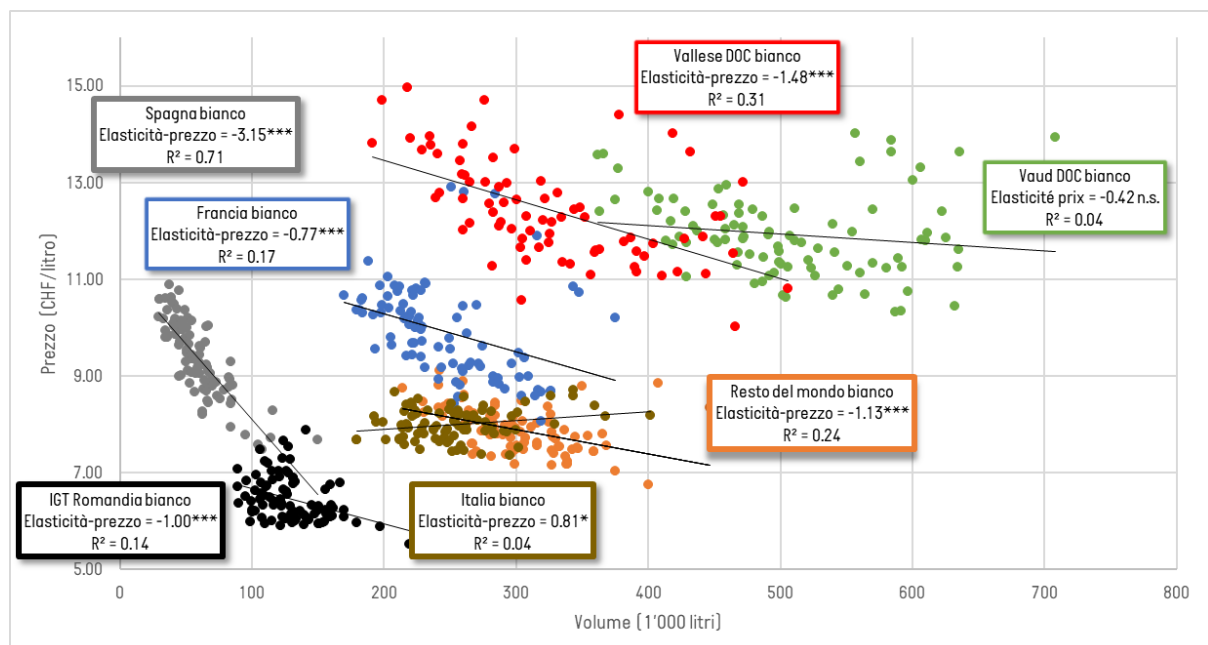 Vallese DOC bianco
Elasticità-prezzo = -1.48***
R² = 0.31
Spagna bianco
Elasticità-prezzo = -3.15***
R² = 0.71
Vaud DOC bianco
Elasticité prix = -0.42 n.s.
R² = 0.04
Francia bianco
Elasticità-prezzo = -0.77***
R² = 0.17
Resto del mondo bianco
Elasticità-prezzo = -1.13***
R² = 0.24
IGT Romandia bianco
Elasticità-prezzo = -1.00***
R² = 0.14
Italia bianco
Elasticità-prezzo = 0.81*
R² = 0.04
Prezzo (CHF/litro)
15.00
13.00
11.00
9.00
7.00
5.00
0 100 200 300 400 500 600 700 800
Volume (1'000 litri)